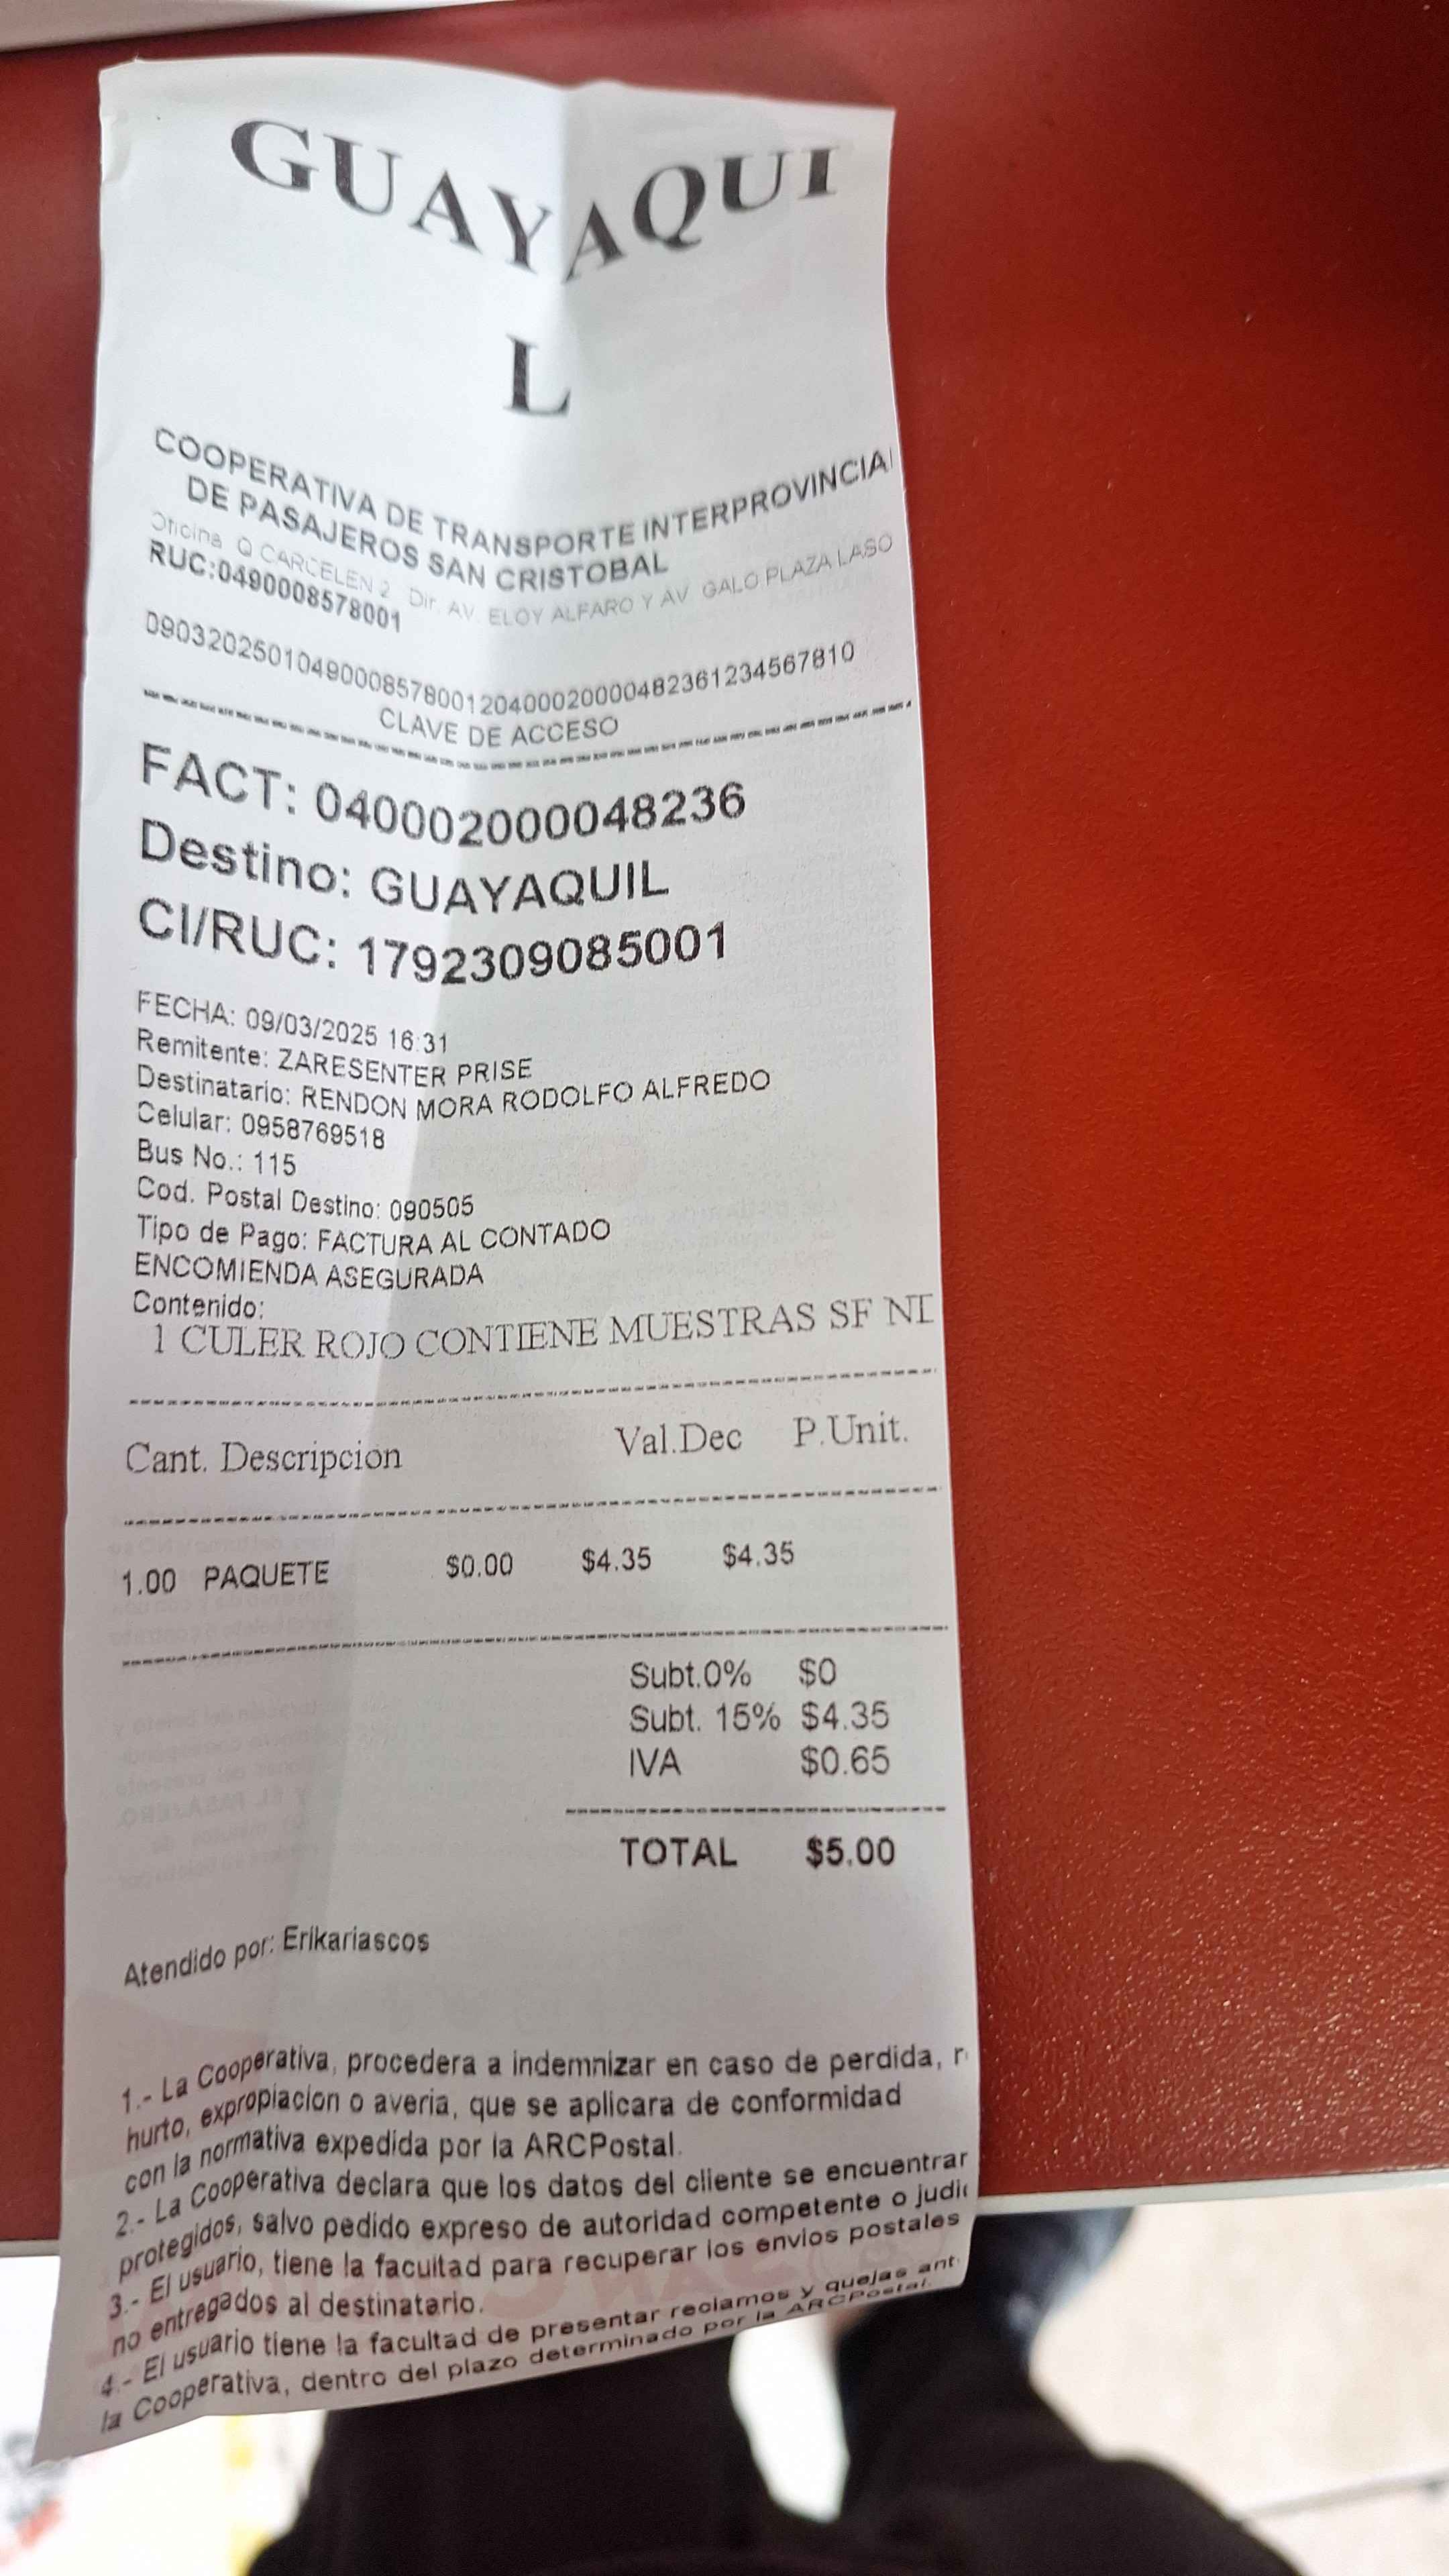 GUAYAQUI
L
COOPERATIVA DE TRANSPORTE INTERPROVINCIAL
DE PASAJEROS SAN CRISTOBAL
Oficina Q CARCELEN 2 Dir. AV. ELOY ALFARO Y AV. GALO PLAZA LASO
RUC:0490008578001
0903202501049000857800120400020000482361234567810
CLAVE DE ACCESO
FACT: 040002000048236
Destino: GUAYAQUIL
CI/RUC: 1792309085001
FECHA: 09/03/2025 16:31
Remitente: ZARESENTER PRISE
Destinatario: RENDON MORA RODOLFO ALFREDO
Celular: 0958769518
Bus No.: 115
Cod. Postal Destino: 090505
Tipo de Pago: FACTURA AL CONTADO
ENCOMIENDA ASEGURADA
Contenido:
1 CULER ROJO CONTIENE MUESTRAS SF
Cant. Descripcion Val.Dec P.Unit.
1.00 PAQUETE $0.00 $4.35 $4.35
Subt.0% $0
Subt. 15% $4.35
IVA $0.65
TOTAL $5.00
Atendido por: Erikariascos
1.- La Cooperativa, procedera a indemnizar en caso de perdida,
hurto, expropiacion o averia, que se aplicara de conformidad
con la normativa expedida por la ARCPostal.
2.- La Cooperativa declara que los datos del cliente se encuentran
protegidos, salvo pedido expreso de autoridad competente o
3.- El usuario, tiene la facultad para recuperar los envios postales
no entregados al destinatario.
4.- El usuario tiene la facultad de presentar reclamos y quejas
la Cooperativa, dentro del plazo determinado por la ARCPostal.